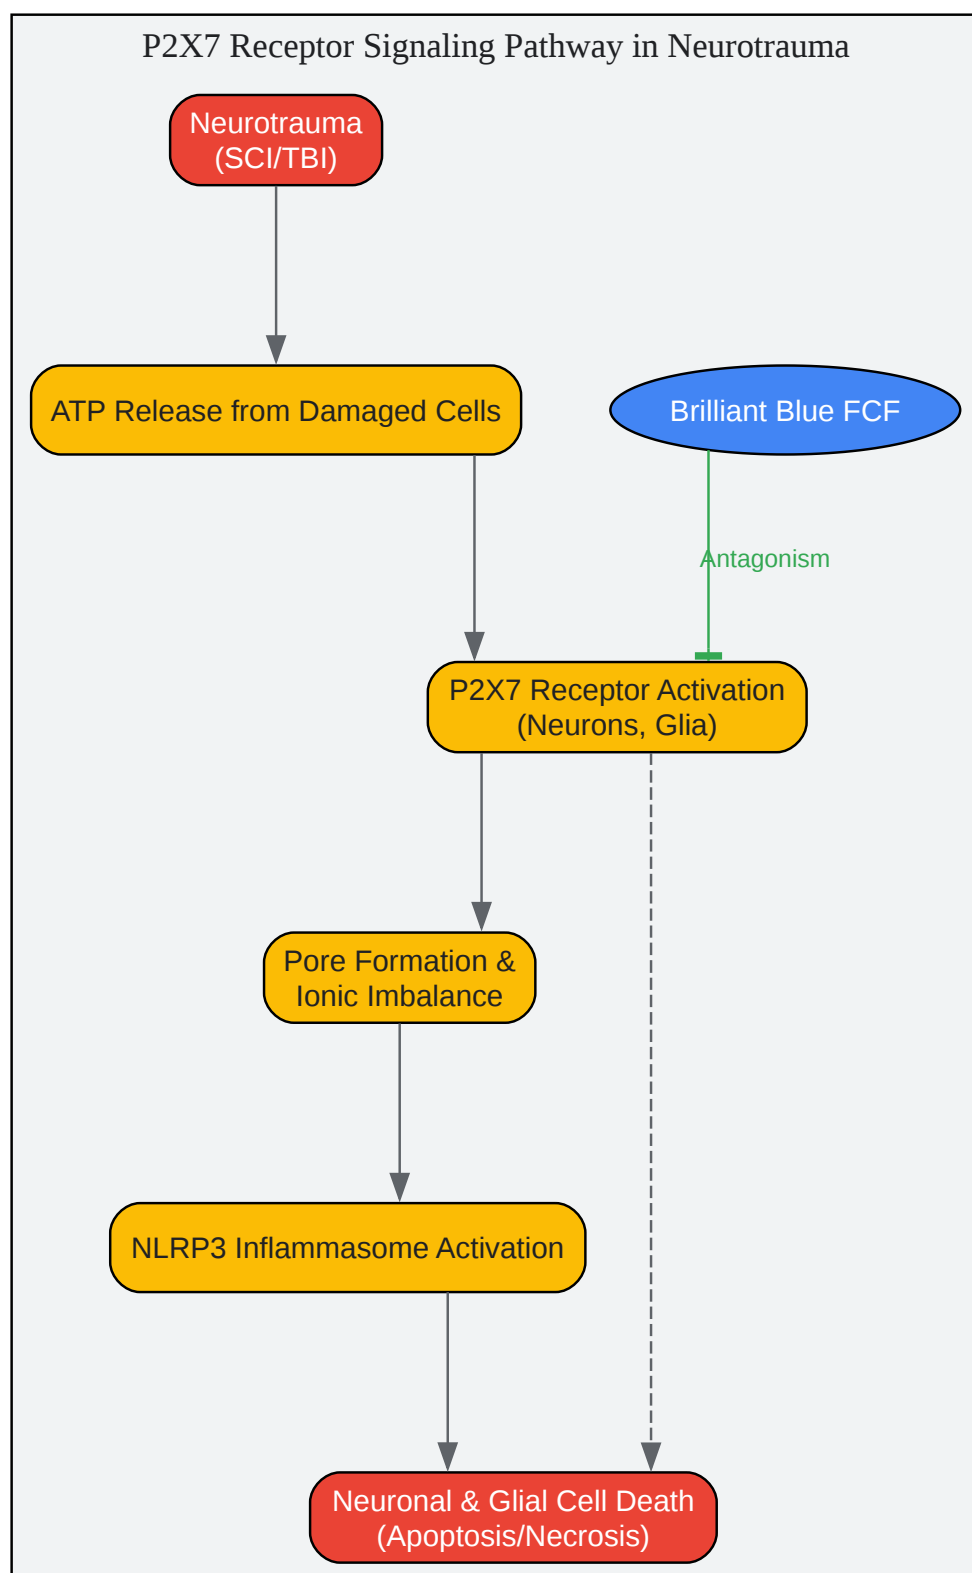 P2X7 Receptor Signaling Pathway in Neurotrauma
Neurotrauma
(SCI/TBI)
ATP Release from Damaged Cells
Brilliant Blue FCF
Antagonism
P2X7 Receptor Activation
(Neurons, Glia)
Pore Formation &
Ionic Imbalance
NLRP3 Inflammasome Activation
Neuronal & Glial Cell Death
(Apoptosis/Necrosis)